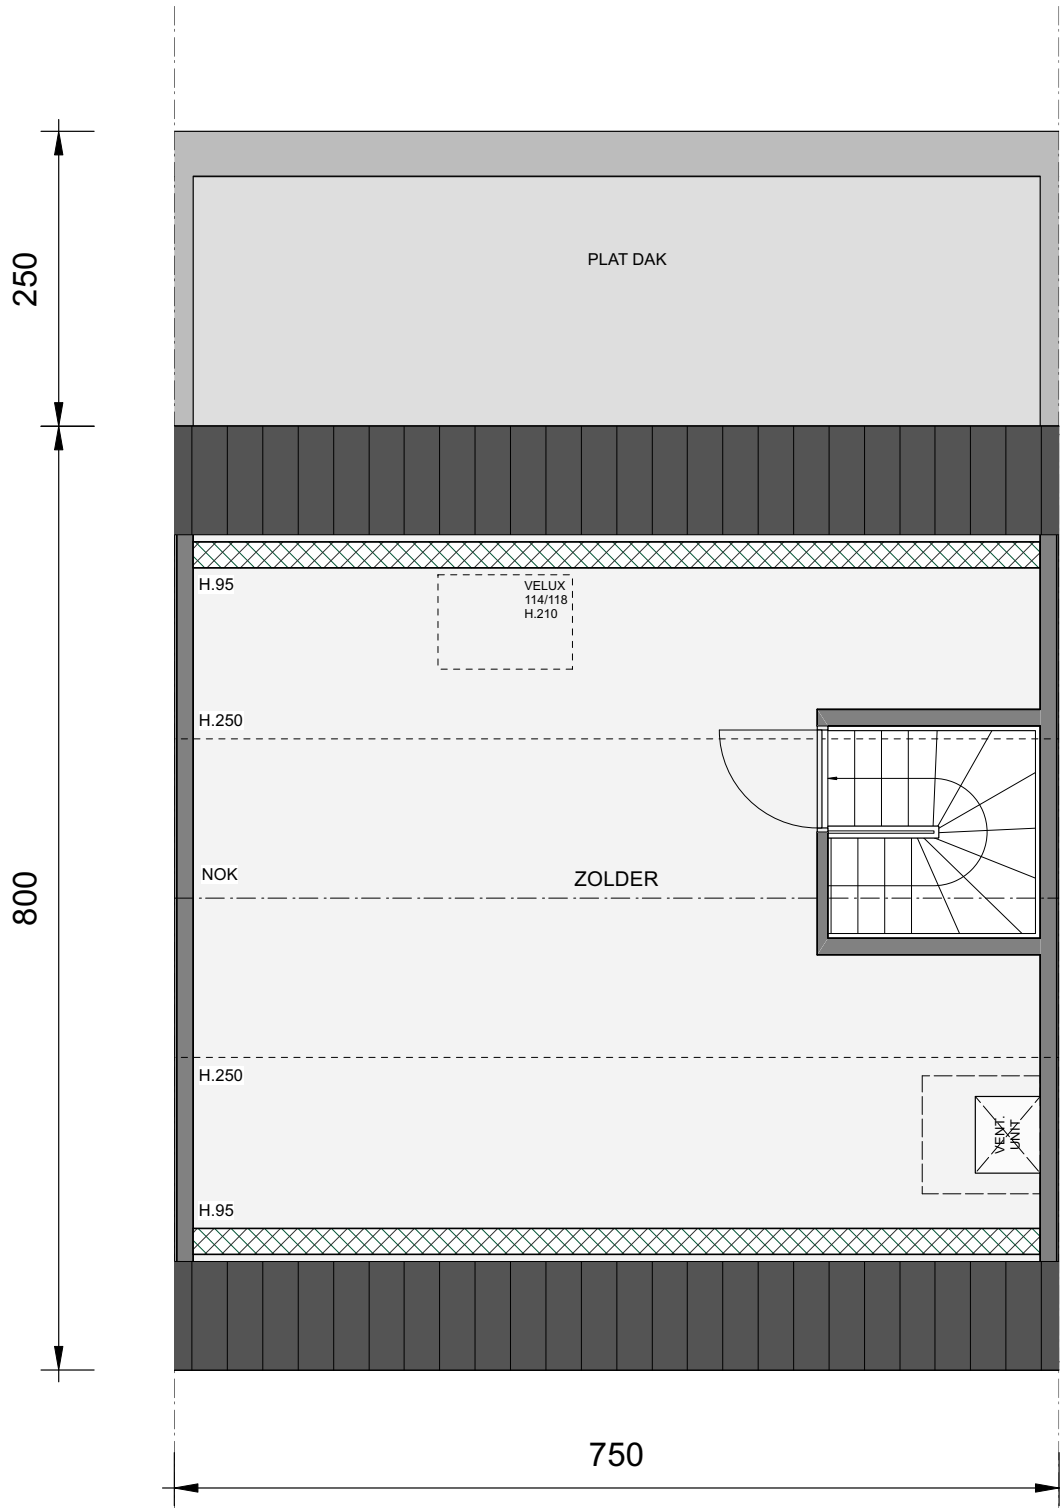 250
PLAT DAK
H.95
VELUX
114/118
H.210
H.250
800
NOK
ZOLDER
H.250
VENT.
UNIT
H.95
750